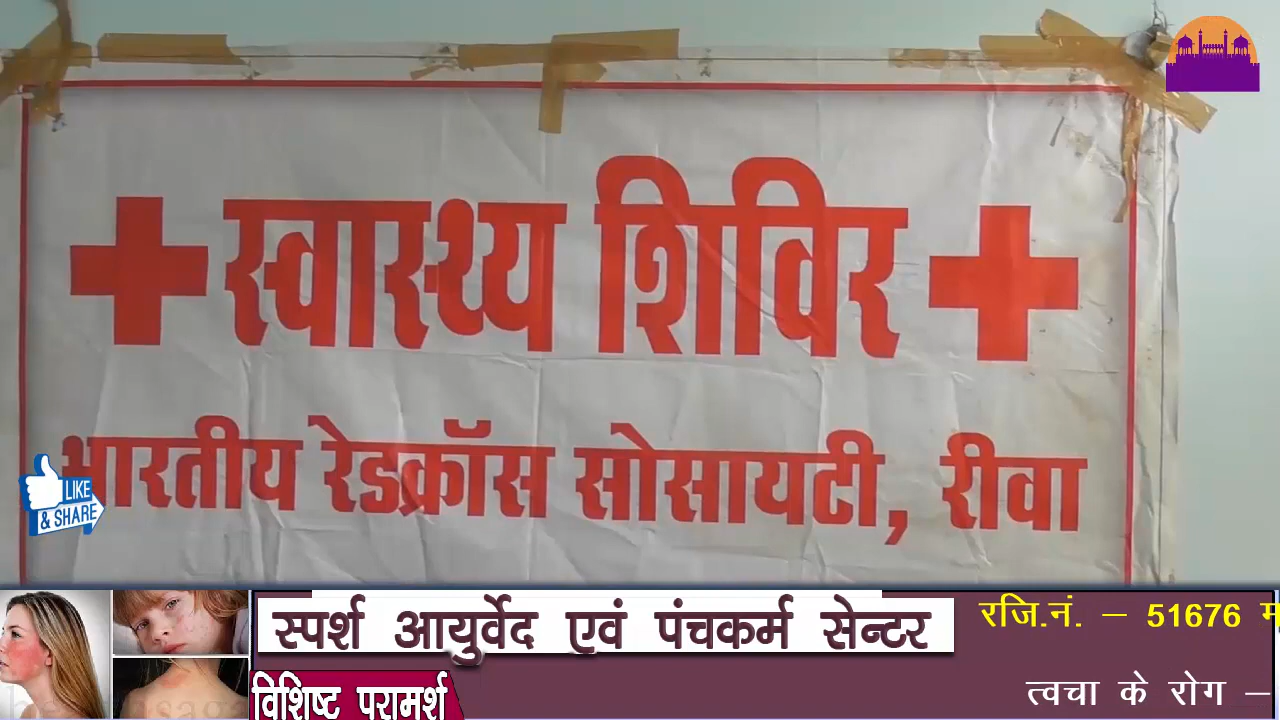 स्वास्थ्य शिविर
भारतीय रेडक्रॉस सोसायटी, रीवा
LIKE
& SHARE
स्पर्श आयुर्वेद एवं पंचकर्म सेन्टर
रजि.नं. – 51676
विशिष्ट परामर्श
त्वचा के रोग –